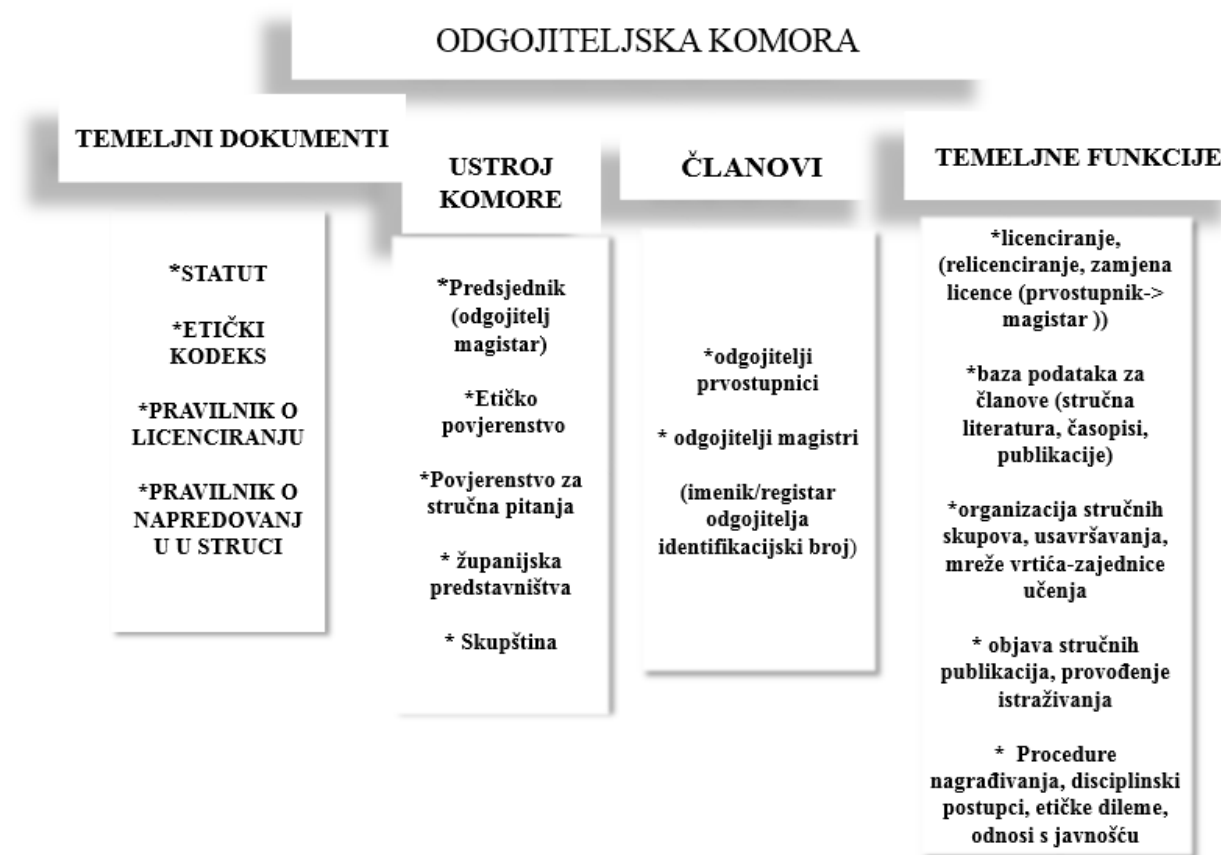 ODGOJITELJSKA KOMORA
TEMELJNI DOKUMENTI
*STATUT
*ETIČKI
KODEKS
*PRAVILNIK O
LICENCIRANJU
*PRAVILNIK O
NAPREDOVANJ
U U STRUCI
USTROJ
KOMORE
*Predsjednik
(odgojitelj
magistar)
*Etičko
povjerenstvo
*Povjerenstvo za
stručna pitanja
* županijska
predstavništva
* Skupština
ČLANOVI
*odgojitelji
prvostupnici
* odgojitelji magistri
(imenik/registar
odgojitelja
identifikacijski broj)
TEMELJNE FUNKCIJE
*licenciranje,
(relicenciranje, zamjena
licence (prvostupnik->
magistar ))
*baza podataka za
članove (stručna
literatura, časopisi,
publikacije)
*organizacija stručnih
skupova, usavršavanja,
mreže vrtića-zajednice
učenja
* objava stručnih
publikacija, provođenje
istraživanja
* Procedure
nagrađivanja, disciplinski
postupci, etičke dileme,
odnosi s javnošću